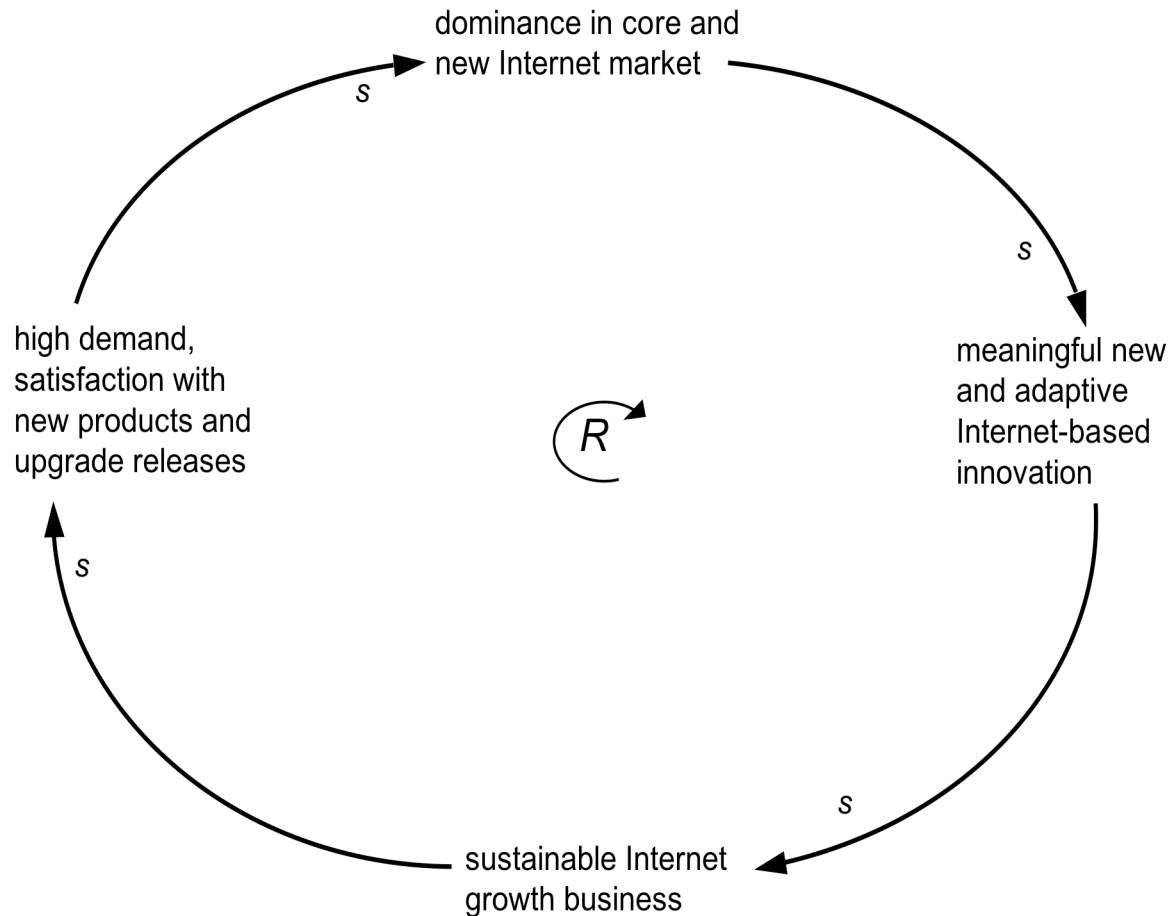 dominance in core and
new Internet market
s
s
high demand,
satisfaction with
new products and
upgrade releases
meaningful new
and adaptive
Internet-based
innovation
R
s
s
sustainable Internet
growth business